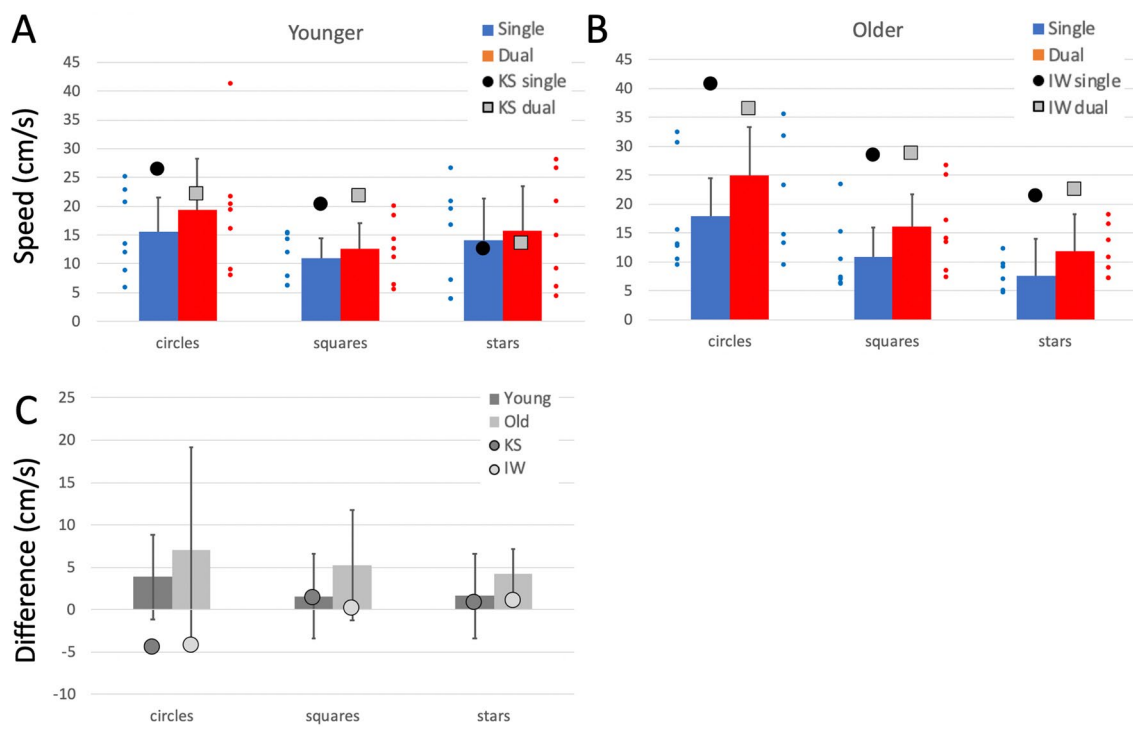 A
Younger
Single
Dual
KS single
KS dual
Speed (cm/s)
45
40
35
30
25
20
15
10
5
0
circles
squares
stars
B
Older
Single
Dual
IW single
IW dual
45
40
35
30
25
20
15
10
5
0
circles
squares
stars
C
Young
Old
KS
IW
Difference (cm/s)
25
20
15
10
5
0
-5
-10
circles
squares
stars